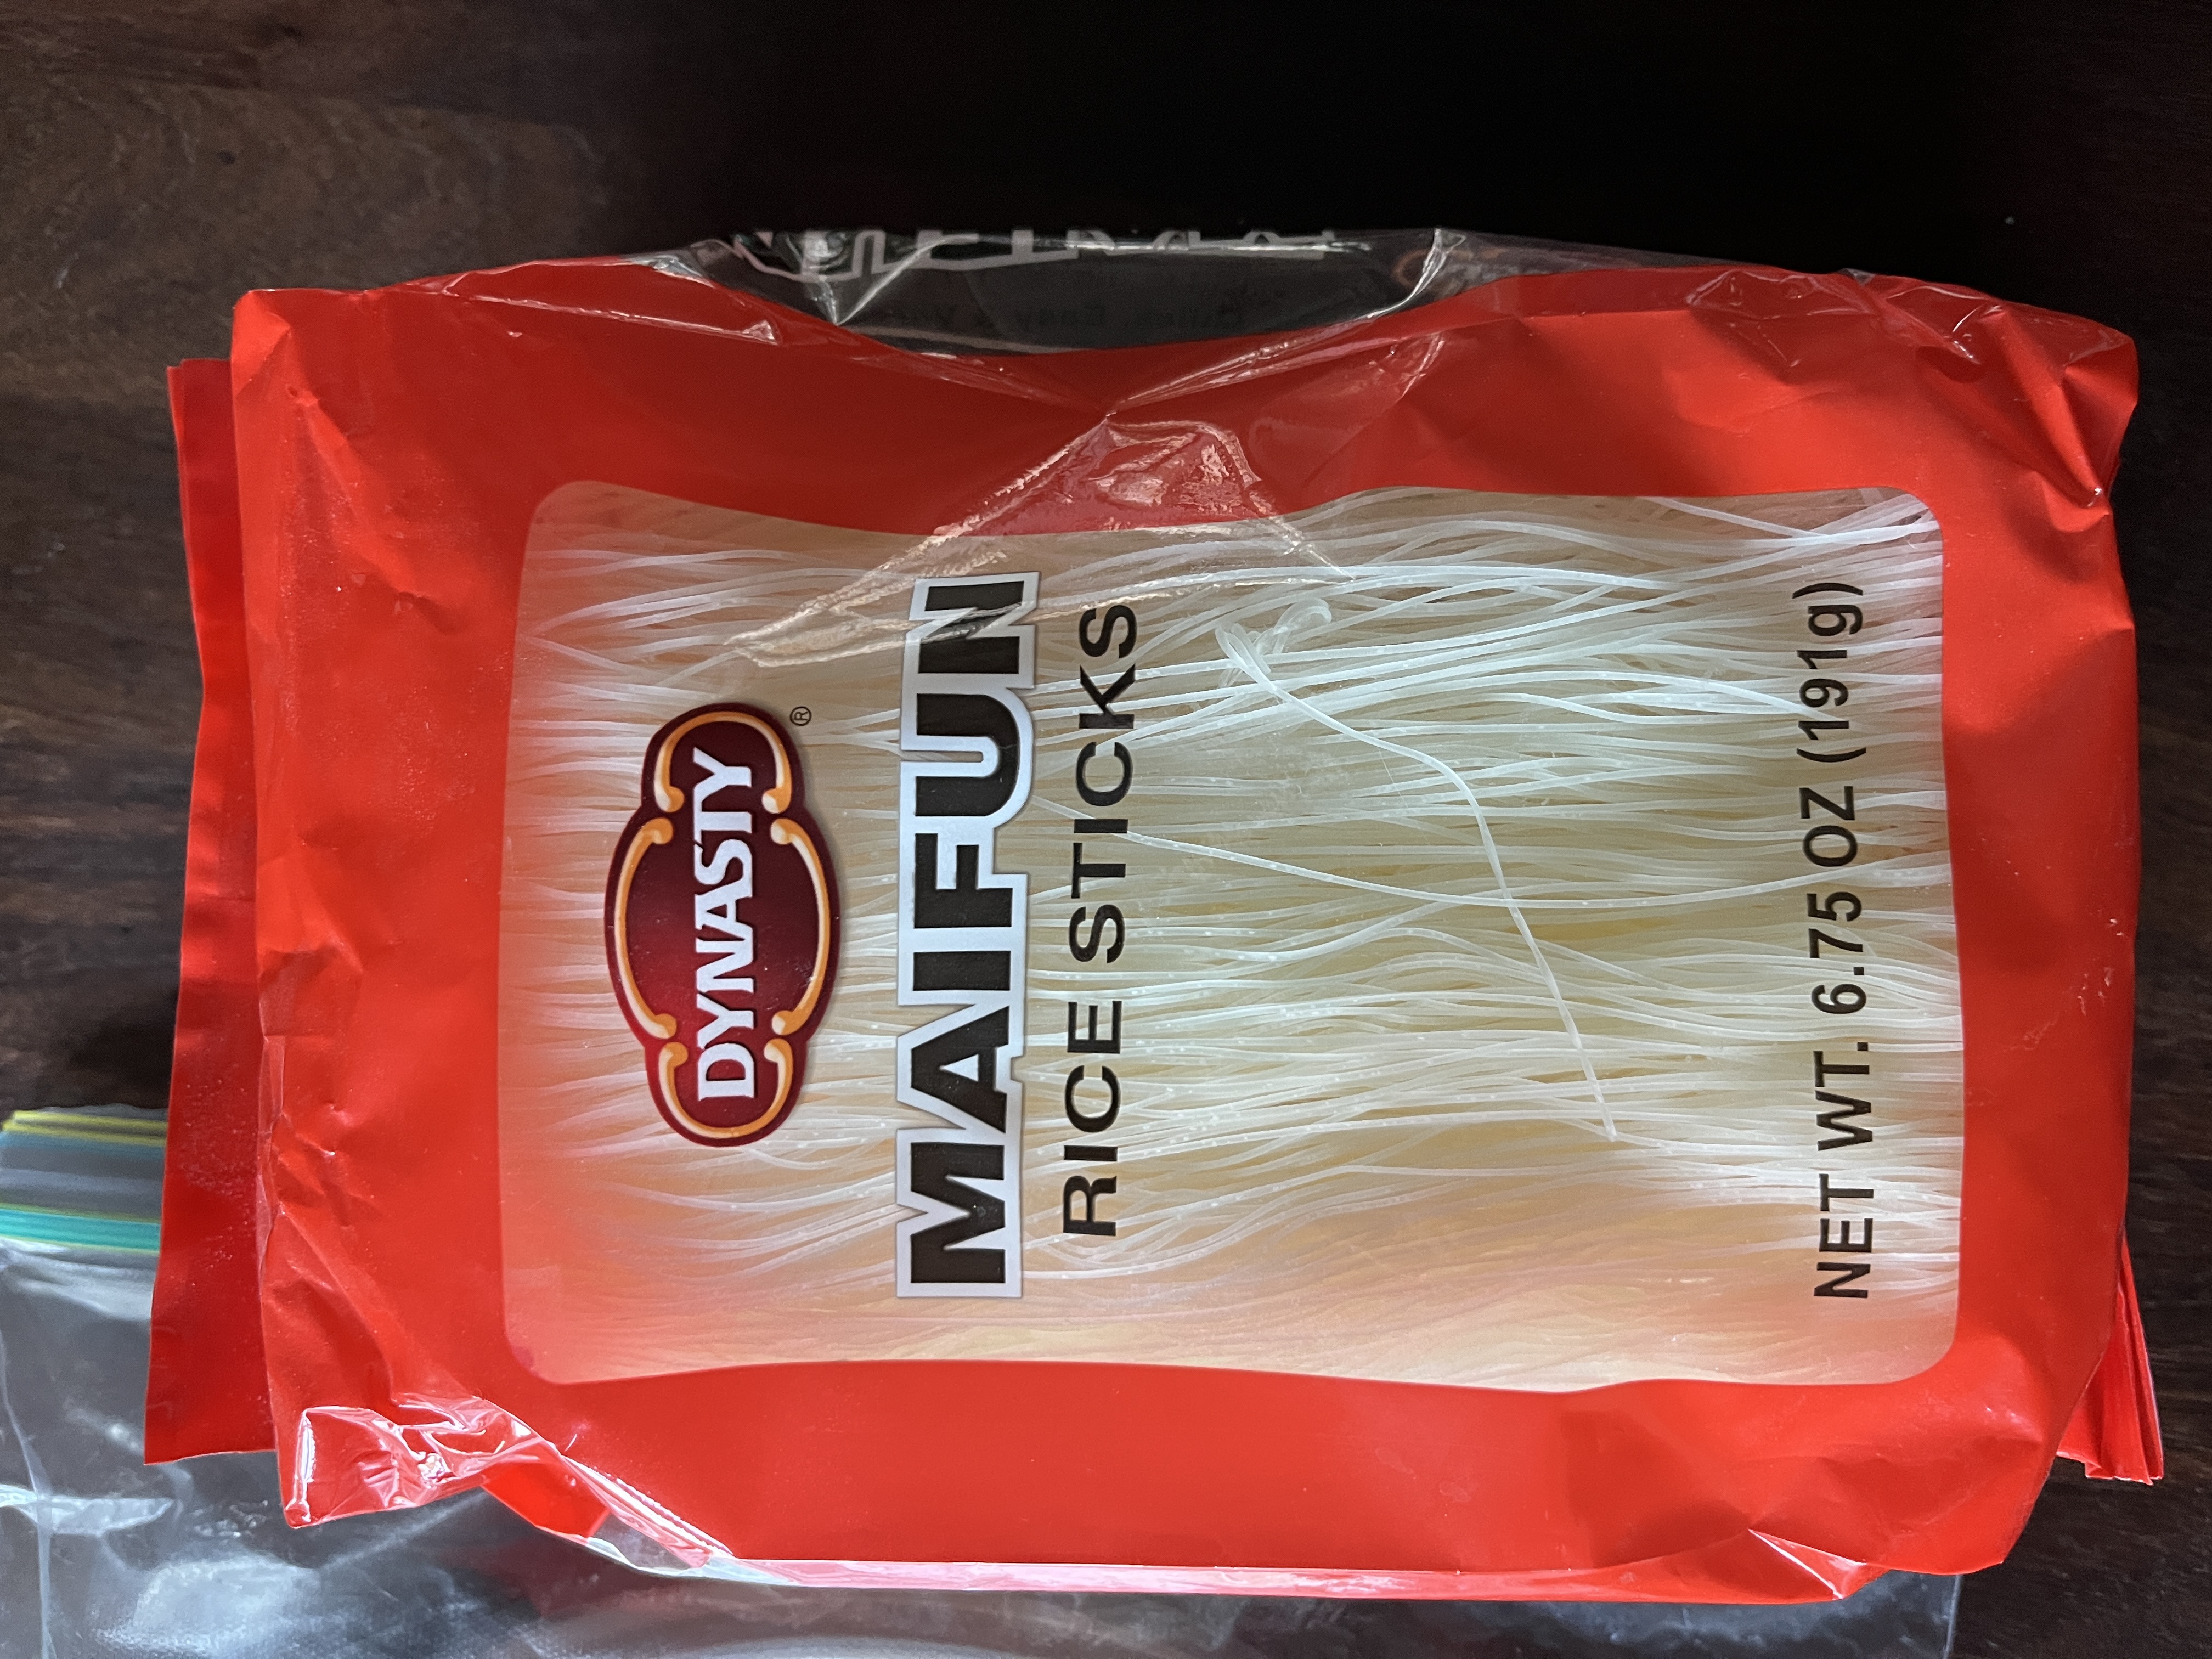 DYNASTY®
MAIFUN
RICE STICKS
NET WT. 6.75 OZ (191g)